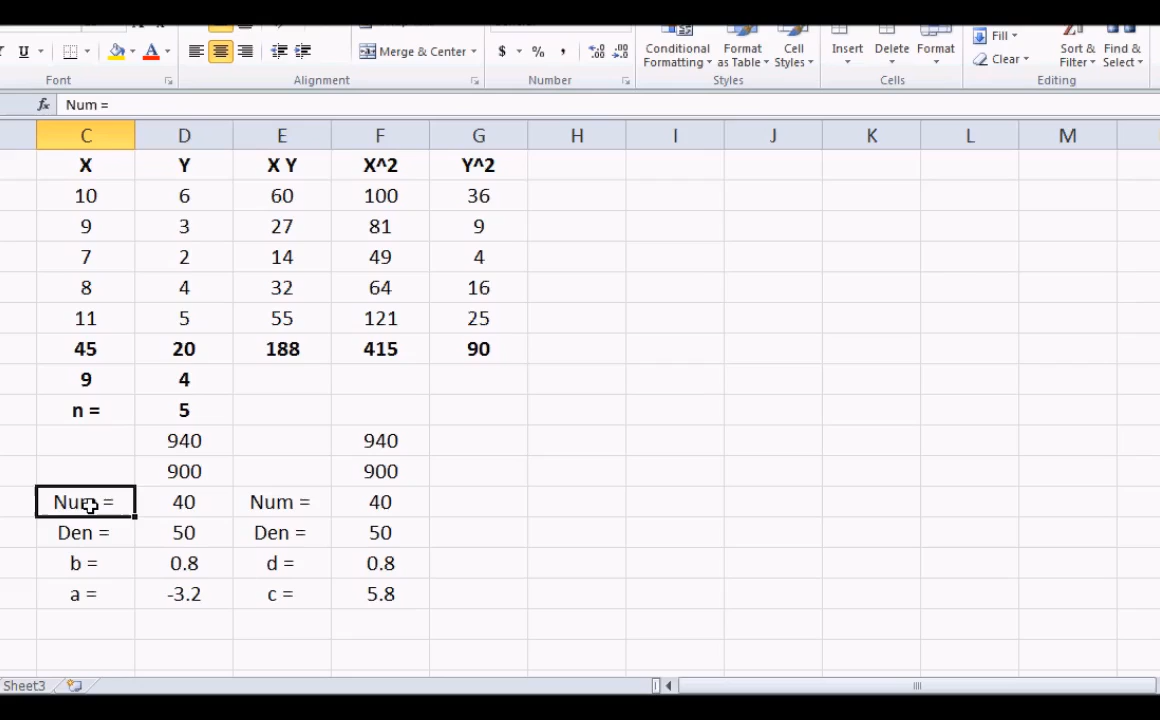 U $ % ,
Merge & Center
Conditional Formatting
Format as Table
Cell Styles
Insert Delete Format
Fill
Clear
Sort & Filter
Find & Select
Font Alignment Number Styles Cells Editing
fx Num =
C D E F G H I J K L M
X Y X Y X^2 Y^2
10 6 60 100 36
9 3 27 81 9
7 2 14 49 4
8 4 32 64 16
11 5 55 121 25
45 20 188 415 90
9 4
n = 5
940 940
900 900
Num = 40 Num = 40
Den = 50 Den = 50
b = 0.8 d = 0.8
a = -3.2 c = 5.8
Sheet3